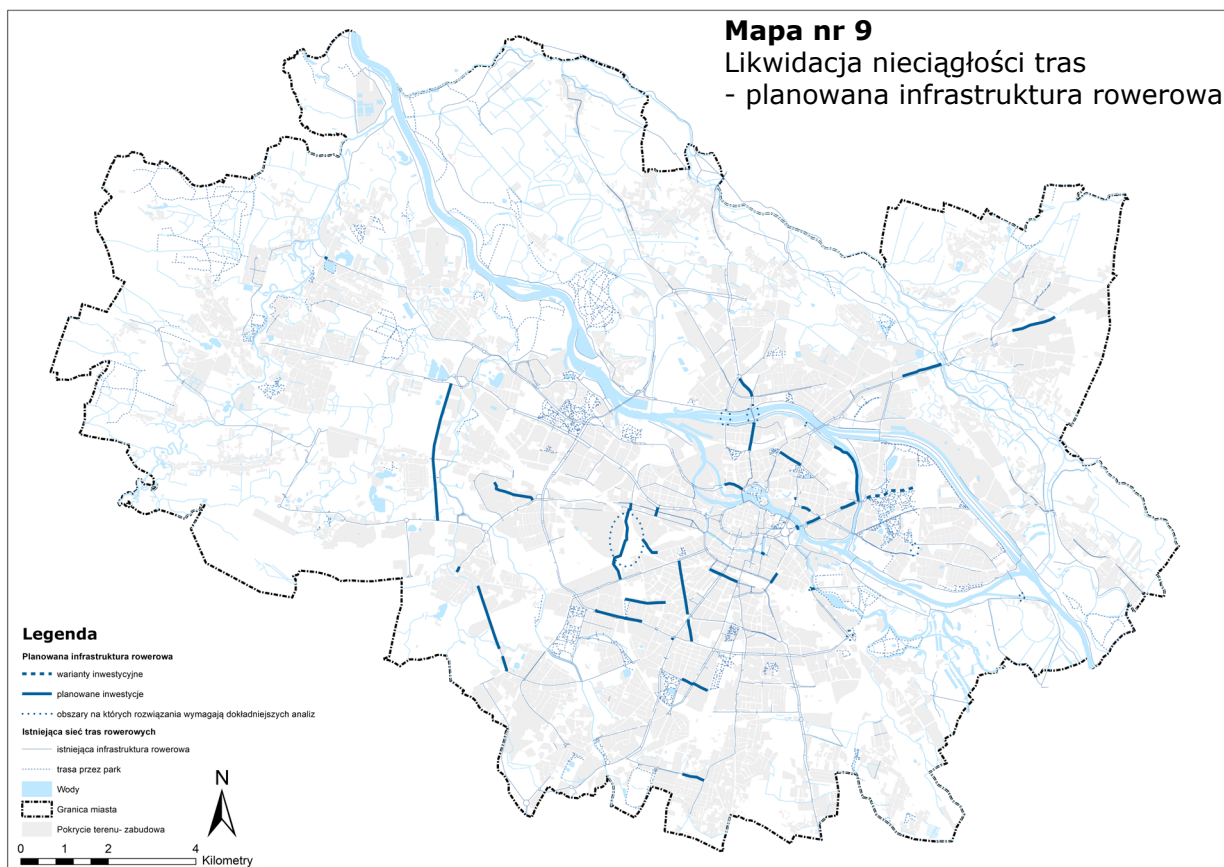 Mapa nr 9
Likwidacja nieciągłości tras
- planowana infrastruktura rowerowa
Legenda
Planowana infrastruktura rowerowa
warianty inwestycyjne
planowane inwestycje
obszary na których rozwiązania wymagają dokładniejszych analiz
Istniejąca sieć tras rowerowych
istniejąca infrastruktura rowerowa
trasa przez park
Wody
Granica miasta
Pokrycie terenu- zabudowa
N
0 1 2 4
Kilometry